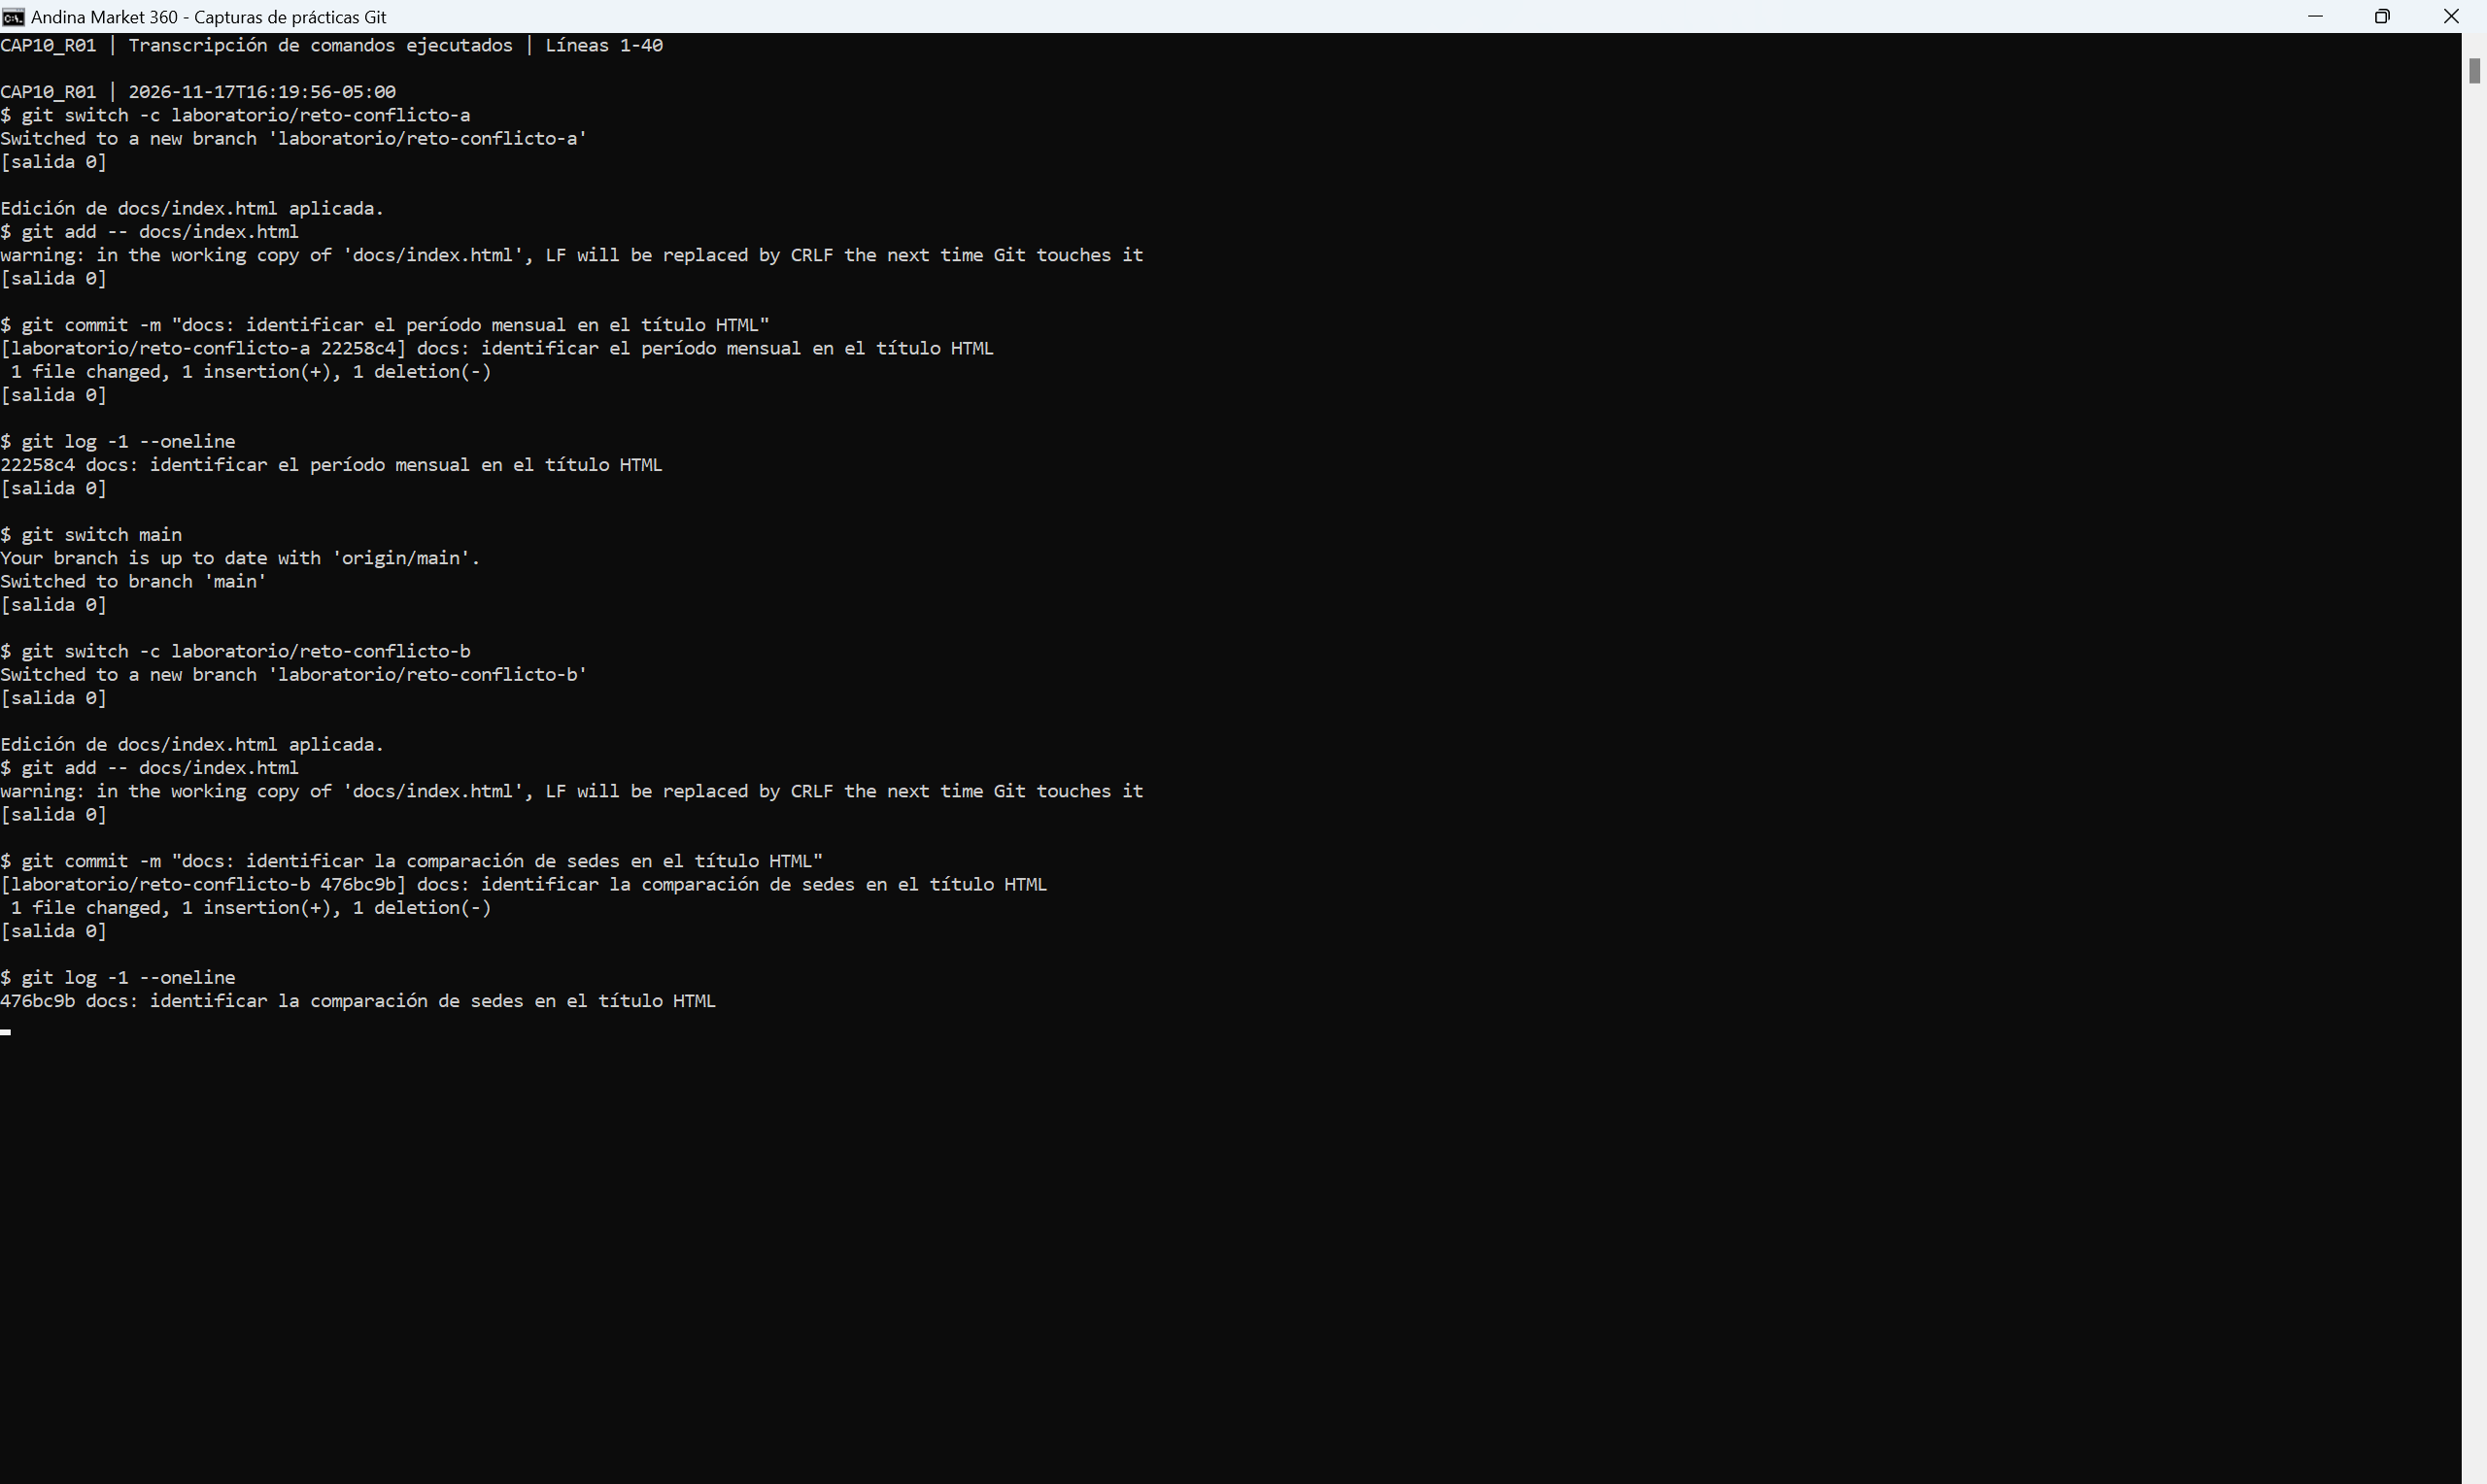 Andina Market 360 - Capturas de prácticas Git
CAP10_R01 | Transcripción de comandos ejecutados | Líneas 1-40
CAP10_R01 | 2026-11-17T16:19:56-05:00
$ git switch -c laboratorio/reto-conflicto-a
Switched to a new branch 'laboratorio/reto-conflicto-a'
[salida 0]
Edición de docs/index.html aplicada.
$ git add -- docs/index.html
warning: in the working copy of 'docs/index.html', LF will be replaced by CRLF the next time Git touches it
[salida 0]
$ git commit -m "docs: identificar el período mensual en el título HTML"
[laboratorio/reto-conflicto-a 22258c4] docs: identificar el período mensual en el título HTML
 1 file changed, 1 insertion(+), 1 deletion(-)
[salida 0]
$ git log -1 --oneline
22258c4 docs: identificar el período mensual en el título HTML
[salida 0]
$ git switch main
Your branch is up to date with 'origin/main'.
Switched to branch 'main'
[salida 0]
$ git switch -c laboratorio/reto-conflicto-b
Switched to a new branch 'laboratorio/reto-conflicto-b'
[salida 0]
Edición de docs/index.html aplicada.
$ git add -- docs/index.html
warning: in the working copy of 'docs/index.html', LF will be replaced by CRLF the next time Git touches it
[salida 0]
$ git commit -m "docs: identificar la comparación de sedes en el título HTML"
[laboratorio/reto-conflicto-b 476bc9b] docs: identificar la comparación de sedes en el título HTML
 1 file changed, 1 insertion(+), 1 deletion(-)
[salida 0]
$ git log -1 --oneline
476bc9b docs: identificar la comparación de sedes en el título HTML